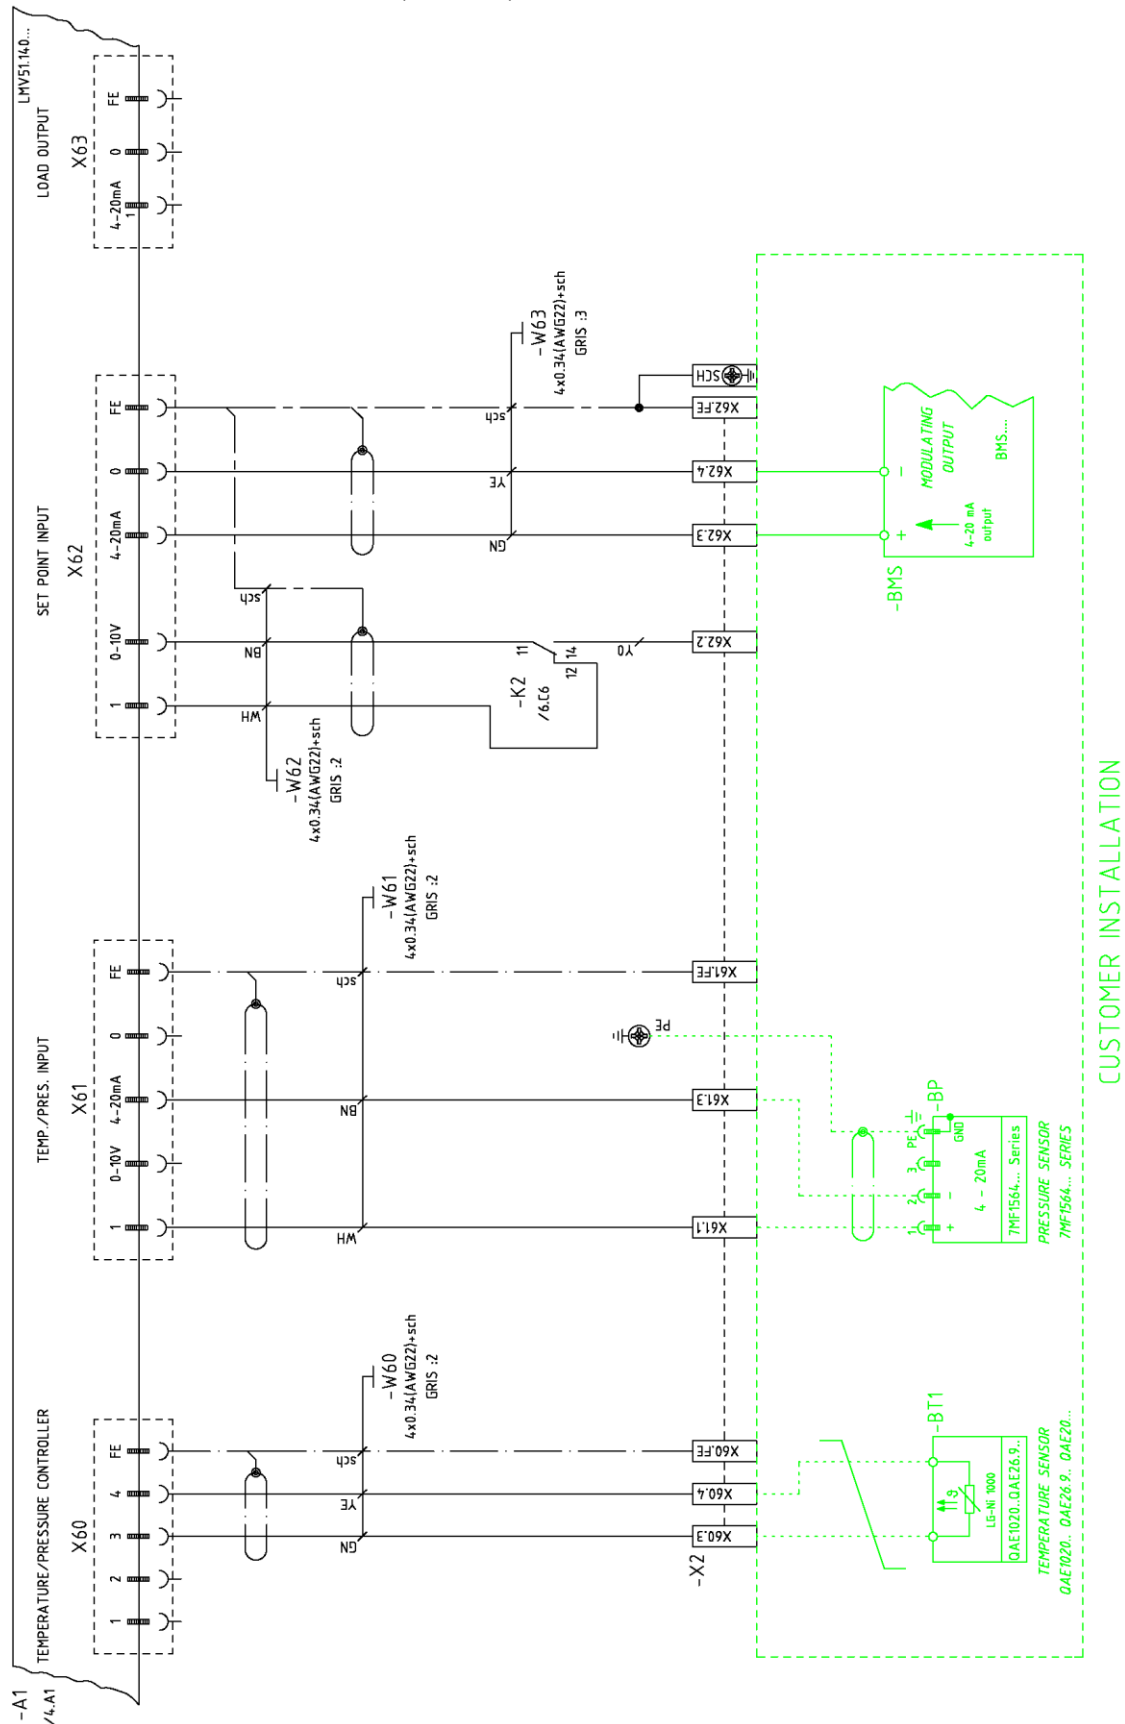 -A1
/4.A1
LMV51.140...
TEMPERATURE/PRESSURE CONTROLLER
X60
1
2
3
4
FE
TEMP./PRES. INPUT
X61
1
0-10V
4-20mA
0
FE
SET POINT INPUT
X62
1
0-10V
4-20mA
0
FE
LOAD OUTPUT
X63
4-20mA
1
0
FE
GN
YE
sch
-W60
4x0.34(AWG22)+sch
GRIS :2
WH
BN
sch
-W61
4x0.34(AWG22)+sch
GRIS :2
WH
BN
sch
-W62
4x0.34(AWG22)+sch
GRIS :2
GN
YE
sch
-W63
4x0.34(AWG22)+sch
GRIS :3
-K2
/6.C6
11
12
14
Y0
PE
-X2
X60.3
X60.4
X60.FE
X61.1
X61.3
X61.FE
X62.2
X62.3
X62.4
X62.FE
SCH
-BT1
LG-Ni 1000
QAE1020..QAE26.9..
TEMPERATURE SENSOR
QAE1020.. QAE26.9.. QAE20...
-BP
1
2
3
PE
+
-
GND
4 - 20mA
7MF1564... Series
PRESSURE SENSOR
7MF1564... SERIES
-BMS
+
-
4-20 mA
output
MODULATING
OUTPUT
BMS....
CUSTOMER INSTALLATION